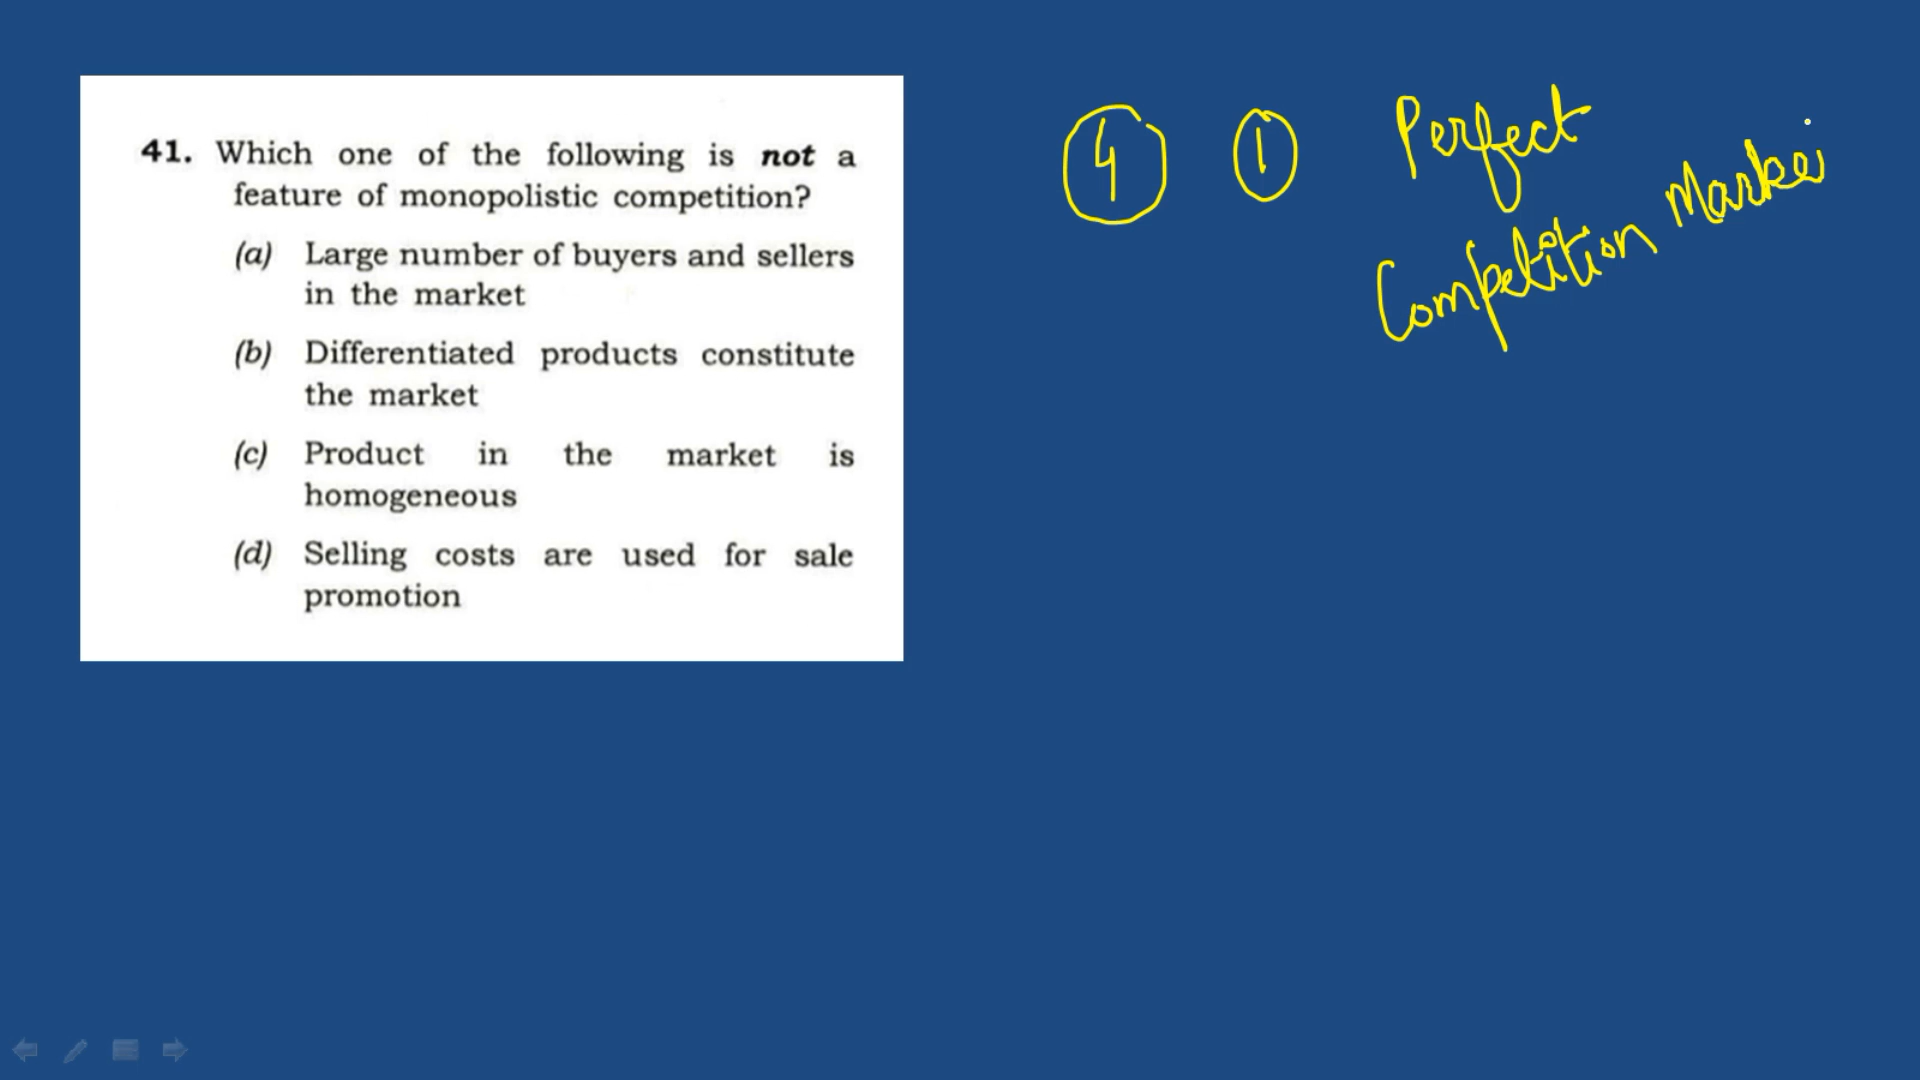 41. Which one of the following is not a
feature of monopolistic competition?
(a) Large number of buyers and sellers
in the market
(b) Differentiated products constitute
the market
(c) Product in the market is
homogeneous
(d) Selling costs are used for sale
promotion
4 1 Perfect
Competition Marke